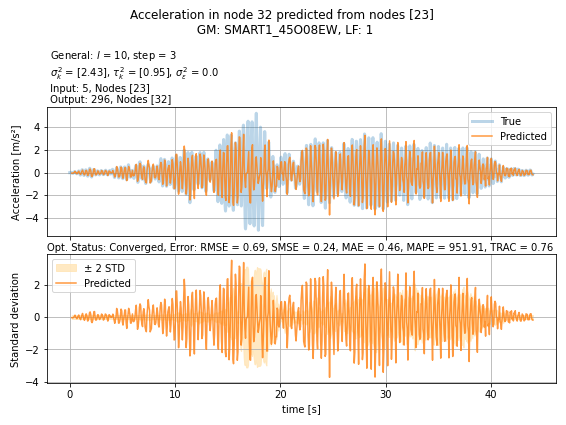 Acceleration in node 32 predicted from nodes [23]
GM: SMART1_45O08EW, LF: 1
General: l = 10, step = 3
σ²ₖ = [2.43], τ²ₖ = [0.95], σ²ε = 0.0
Input: 5, Nodes [23]
Output: 296, Nodes [32]
True
Predicted
4
2
0
−2
−4
Acceleration [m/s²]
Opt. Status: Converged, Error: RMSE = 0.69, SMSE = 0.24, MAE = 0.46, MAPE = 951.91, TRAC = 0.76
± 2 STD
Predicted
2
0
−2
−4
Standard deviation
0 10 20 30 40
time [s]